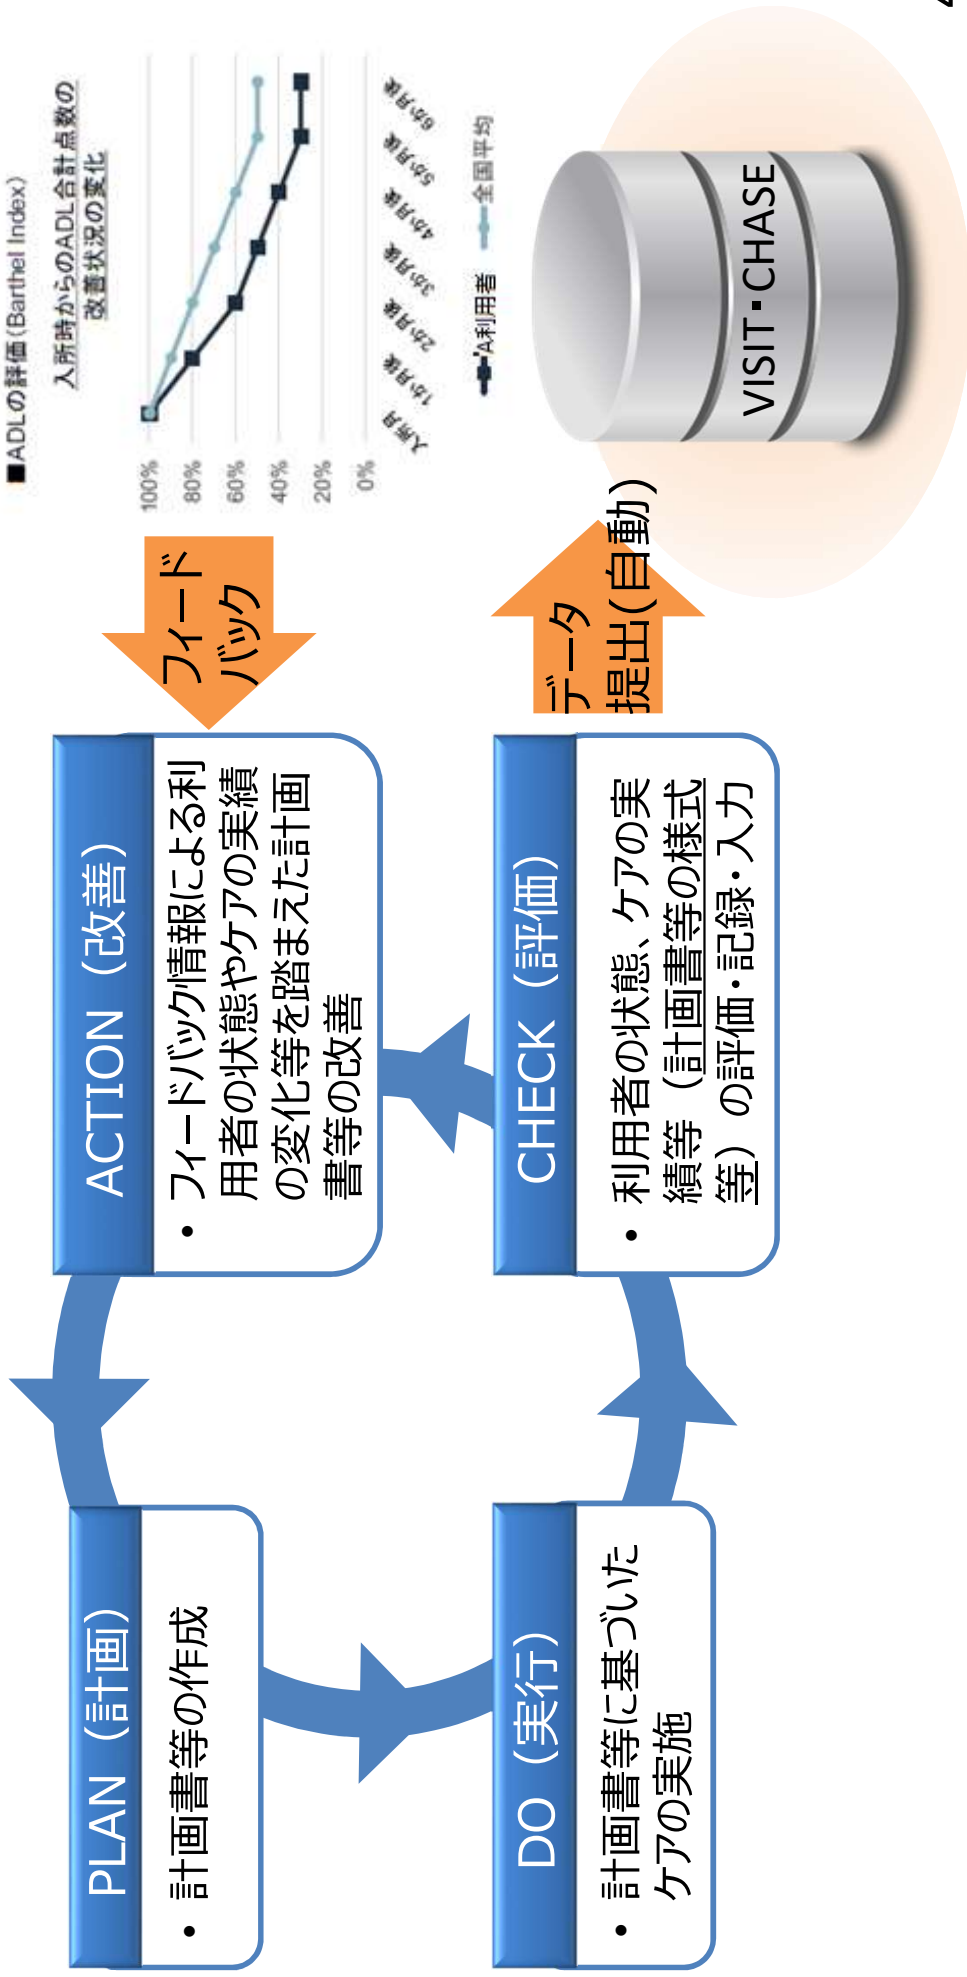 PLAN（計画）
• 計画書等の作成
DO（実行）
• 計画書等に基づいた
ケアの実施
ACTION（改善）
• フィードバック情報による利
用者の状態やケアの実績
の変化等を踏まえた計画
書等の改善
CHECK（評価）
• 利用者の状態、ケアの実
績等（計画書等の様式
等）の評価・記録・入力
フィード
バック
データ
提出(自動)
■ADLの評価(Barthel Index)
入所時からのADL合計点数の
改善状況の変化
100%
80%
60%
40%
20%
0%
入所月
1か月後
2か月後
3か月後
4か月後
5か月後
6か月後
A利用者
全国平均
VISIT・CHASE